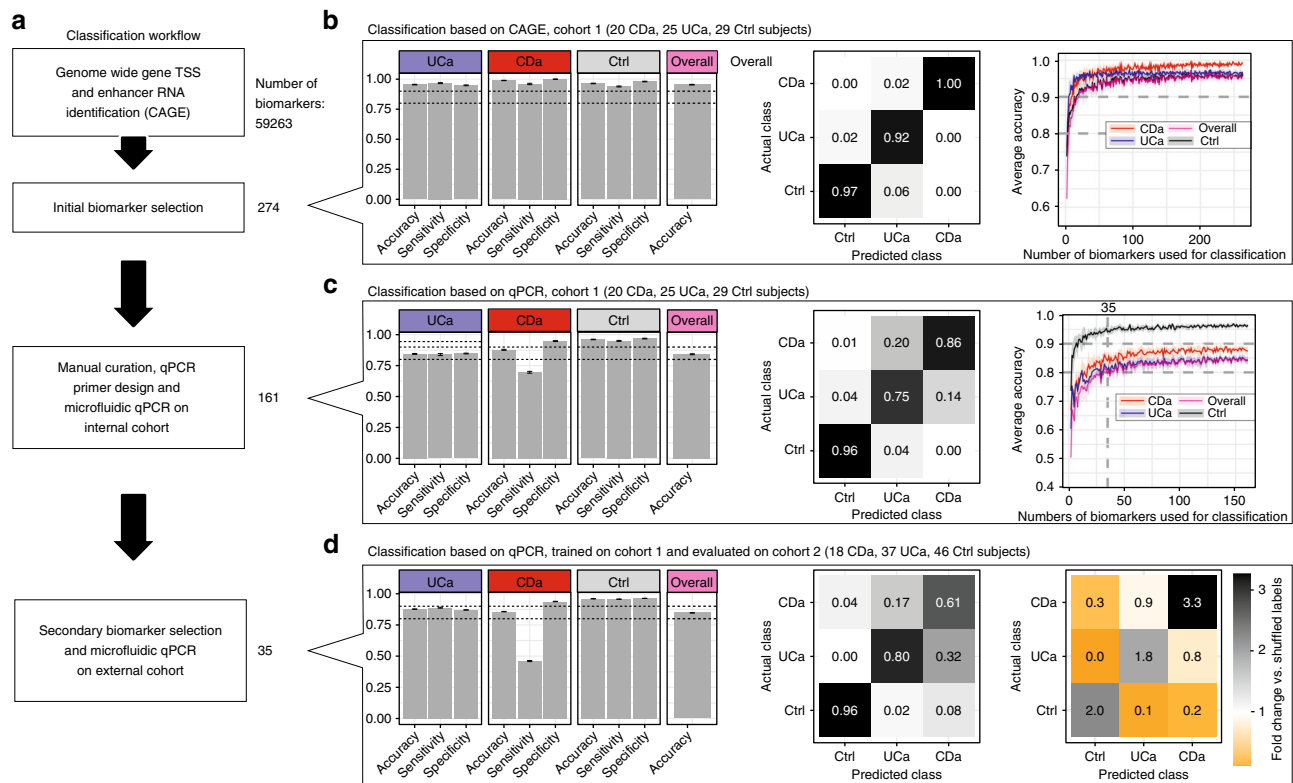 a
Classification workflow
Genome wide gene TSS
and enhancer RNA
identification (CAGE)
Number of
biomarkers:
59263
Initial biomarker selection
274
Manual curation, qPCR
primer design and
microfluidic qPCR on
internal cohort
161
Secondary biomarker selection
and microfluidic qPCR
on external cohort
35
b
Classification based on CAGE, cohort 1 (20 CDa, 25 UCa, 29 Ctrl subjects)
UCa
CDa
Ctrl
Overall
1.00
0.75
0.50
0.25
0.00
Accuracy
Sensitivity
Specificity
Accuracy
Sensitivity
Specificity
Accuracy
Sensitivity
Specificity
Accuracy
Overall
Actual class
CDa
0.00 0.02 1.00
UCa
0.02 0.92 0.00
Ctrl
0.97 0.06 0.00
Ctrl UCa CDa
Predicted class
Average accuracy
1.0
0.9
0.8
0.7
0.6
CDa Overall
UCa Ctrl
0 100 200
Number of biomarkers used for classification
c
Classification based on qPCR, cohort 1 (20 CDa, 25 UCa, 29 Ctrl subjects)
UCa
CDa
Ctrl
Overall
1.00
0.75
0.50
0.25
0.00
Accuracy
Sensitivity
Specificity
Accuracy
Sensitivity
Specificity
Accuracy
Sensitivity
Specificity
Accuracy
Actual class
CDa
0.01 0.20 0.86
UCa
0.04 0.75 0.14
Ctrl
0.96 0.04 0.00
Ctrl UCa CDa
Predicted class
35
Average accuracy
1.0
0.9
0.8
0.7
0.6
0.5
0.4
CDa Overall
UCa Ctrl
0 50 100 150
Numbers of biomarkers used for classification
d
Classification based on qPCR, trained on cohort 1 and evaluated on cohort 2 (18 CDa, 37 UCa, 46 Ctrl subjects)
UCa
CDa
Ctrl
Overall
1.00
0.75
0.50
0.25
0.00
Accuracy
Sensitivity
Specificity
Accuracy
Sensitivity
Specificity
Accuracy
Sensitivity
Specificity
Accuracy
Actual class
CDa
0.04 0.17 0.61
UCa
0.00 0.80 0.32
Ctrl
0.96 0.02 0.08
Ctrl UCa CDa
Predicted class
Actual class
CDa
0.3 0.9 3.3
UCa
0.0 1.8 0.8
Ctrl
2.0 0.1 0.2
Ctrl UCa CDa
Predicted class
3
2
1
Fold change vs. shuffled labels